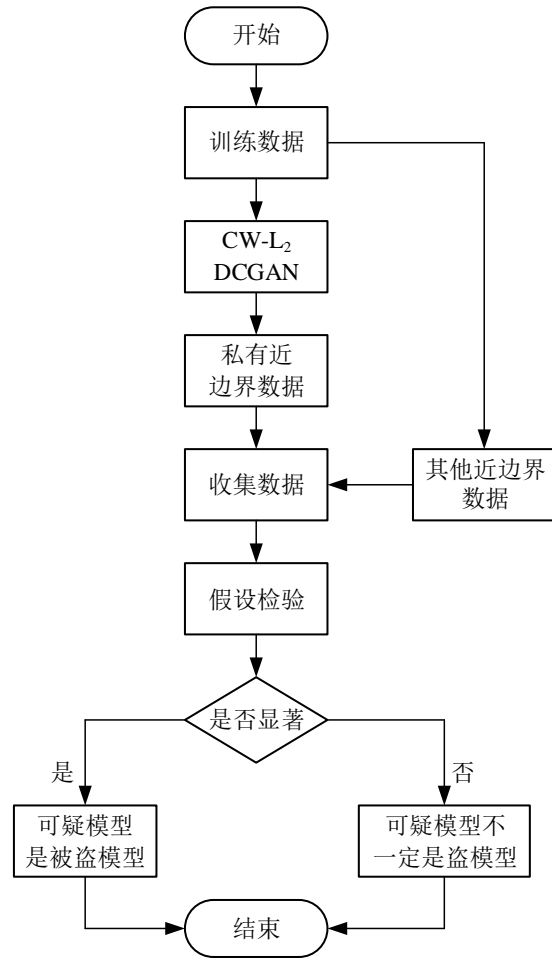 开始
训练数据
CW-L₂
DCGAN
私有近
边界数据
收集数据
其他近边界
数据
假设检验
是否显著
是
否
可疑模型
是被盗模型
可疑模型不
一定是盗模型
结束